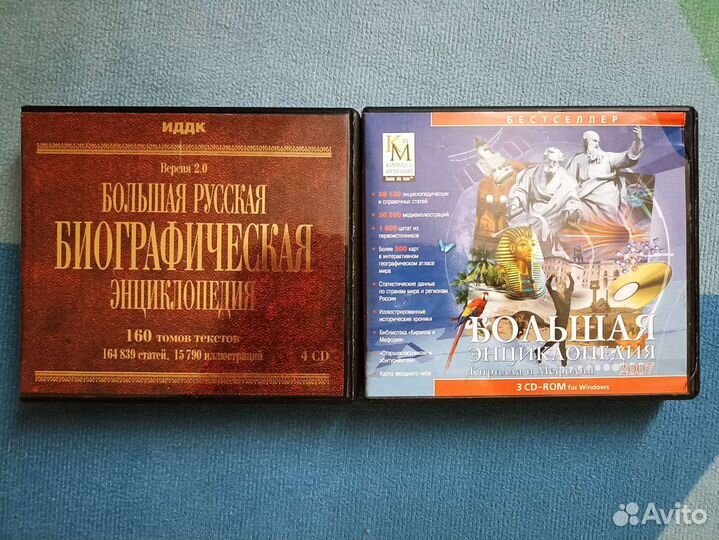 ИДДК
Версия 2.0
БОЛЬШАЯ РУССКАЯ
БИОГРАФИЧЕСКАЯ
ЭНЦИКЛОПЕДИЯ
160 томов текстов
164 839 статей, 15 790 иллюстраций
4 CD
БЕСТСЕЛЛЕР
КМ
КИРИЛЛ и
МЕФОДИЙ
энциклопедических
и справочных статей
медиаиллюстраций
цитат из
первоисточников
Более 500 карт
в интерактивном
географическом атласе
мира
Статистические данные
по странам мира и регионам
России
Иллюстрированные
исторические хроники
Библиотека «Кирилла и
Мефодия»
«Старшеклассникам и
абитуриентам»
Карта звездного неба
БОЛЬШАЯ
ЭНЦИКЛОПЕДИЯ
Кирилла и Мефодия 2007
3 CD-ROM for Windows
Avito